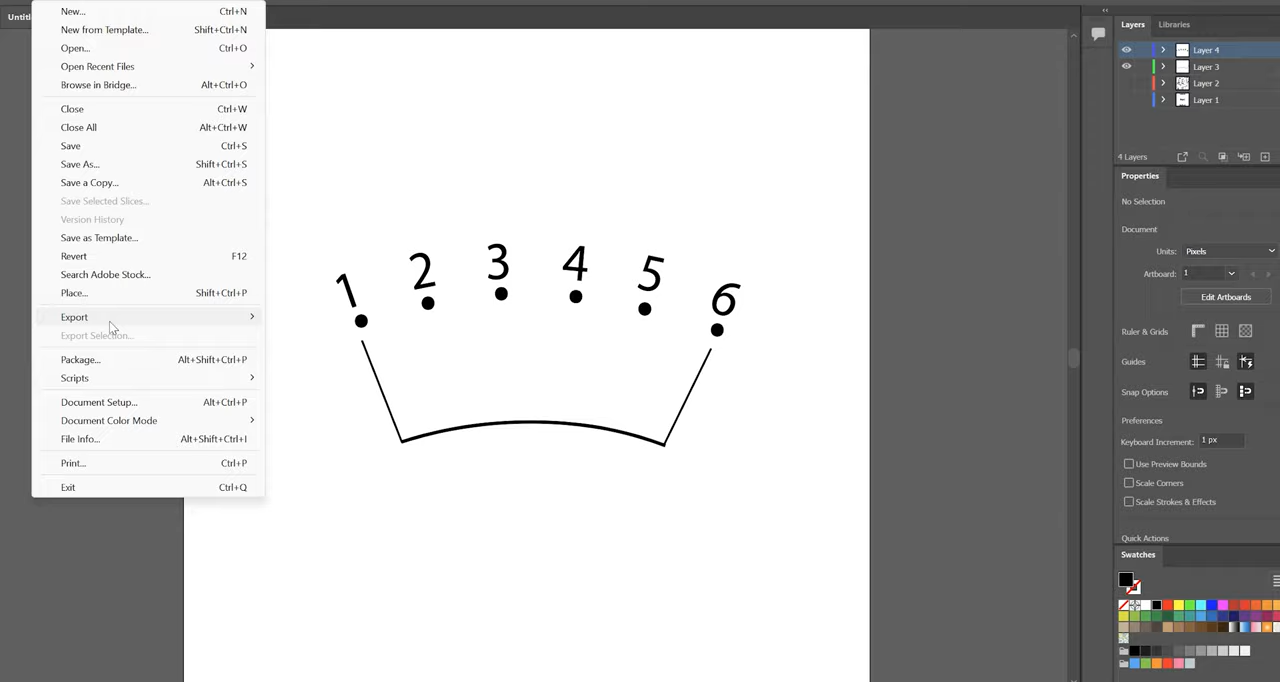 Untitl
New... Ctrl+N
New from Template... Shift+Ctrl+N
Open... Ctrl+O
Open Recent Files
Browse in Bridge... Alt+Ctrl+O
Close Ctrl+W
Close All Alt+Ctrl+W
Save Ctrl+S
Save As... Shift+Ctrl+S
Save a Copy... Alt+Ctrl+S
Save Selected Slices...
Version History
Save as Template...
Revert F12
Search Adobe Stock...
Place... Shift+Ctrl+P
Export
Export Selection...
Package... Alt+Shift+Ctrl+P
Scripts
Document Setup... Alt+Ctrl+P
Document Color Mode
File Info... Alt+Shift+Ctrl+I
Print... Ctrl+P
Exit Ctrl+Q
1 2 3 4 5 6
Layers Libraries
Layer 4
Layer 3
Layer 2
Layer 1
4 Layers
Properties
No Selection
Document
Units: Pixels
Artboard: 1
Edit Artboards
Ruler & Grids
Guides
Snap Options
Preferences
Keyboard Increment: 1 px
Use Preview Bounds
Scale Corners
Scale Strokes & Effects
Quick Actions
Swatches